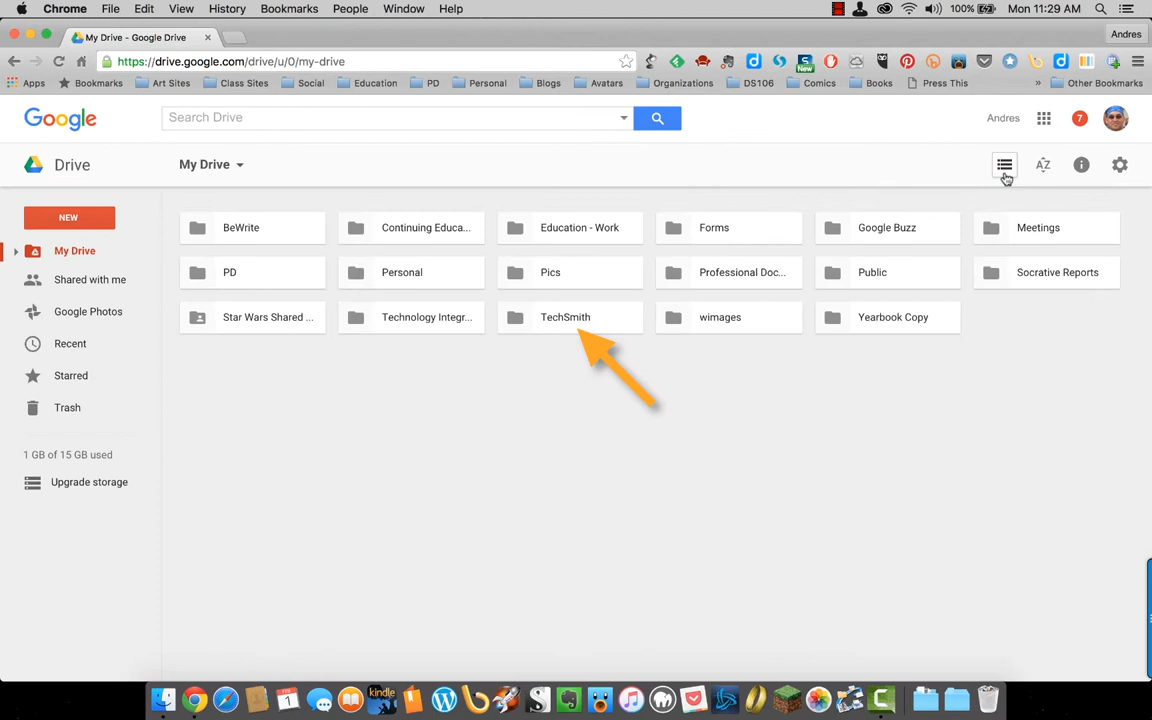 Chrome File Edit View History Bookmarks People Window Help 100% Mon 11:29 AM
My Drive - Google Drive Andres
https://drive.google.com/drive/u/0/my-drive New
Apps Bookmarks Art Sites Class Sites Social Education PD Personal Blogs Avatars Organizations DS106 Comics Books Press This » Other Bookmarks
Google Search Drive Andres 7
Drive My Drive AZ
NEW
My Drive
Shared with me
Google Photos
Recent
Starred
Trash
1 GB of 15 GB used
Upgrade storage
BeWrite Continuing Educa... Education - Work Forms Google Buzz Meetings
PD Personal Pics Professional Doc... Public Socrative Reports
Star Wars Shared ... Technology Integr... TechSmith wimages Yearbook Copy
kindle 1